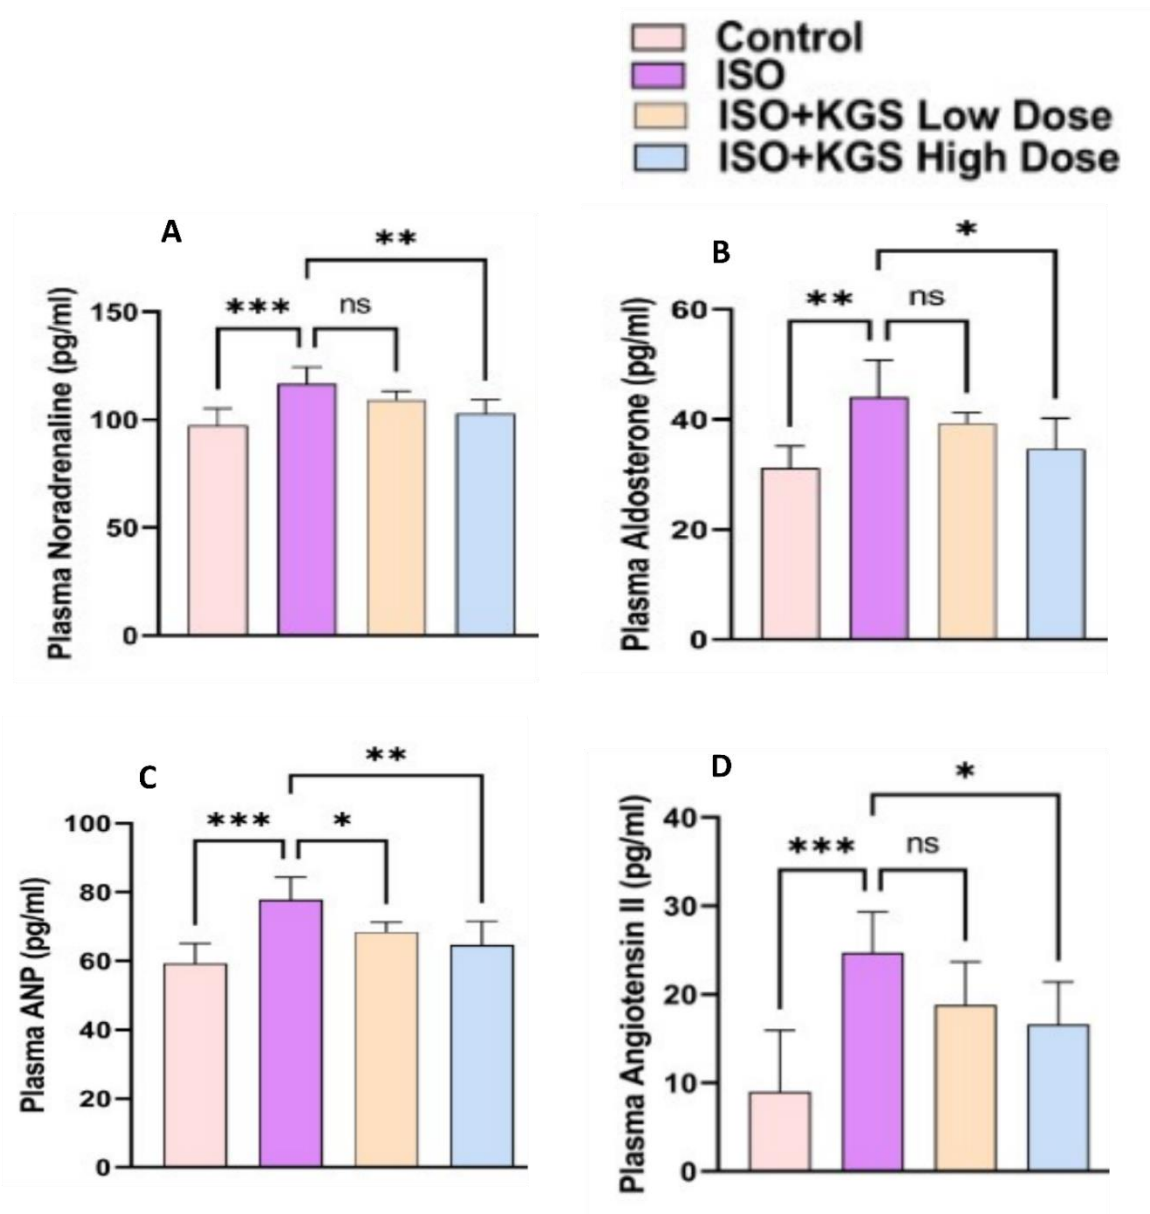 Control
ISO
ISO+KGS Low Dose
ISO+KGS High Dose
A
**
***
ns
Plasma Noradrenaline (pg/ml)
150
100
50
0
B
*
**
ns
Plasma Aldosterone (pg/ml)
60
40
20
0
C
**
***
*
Plasma ANP (pg/ml)
100
80
60
40
20
0
D
*
***
ns
Plasma Angiotensin II (pg/ml)
40
30
20
10
0